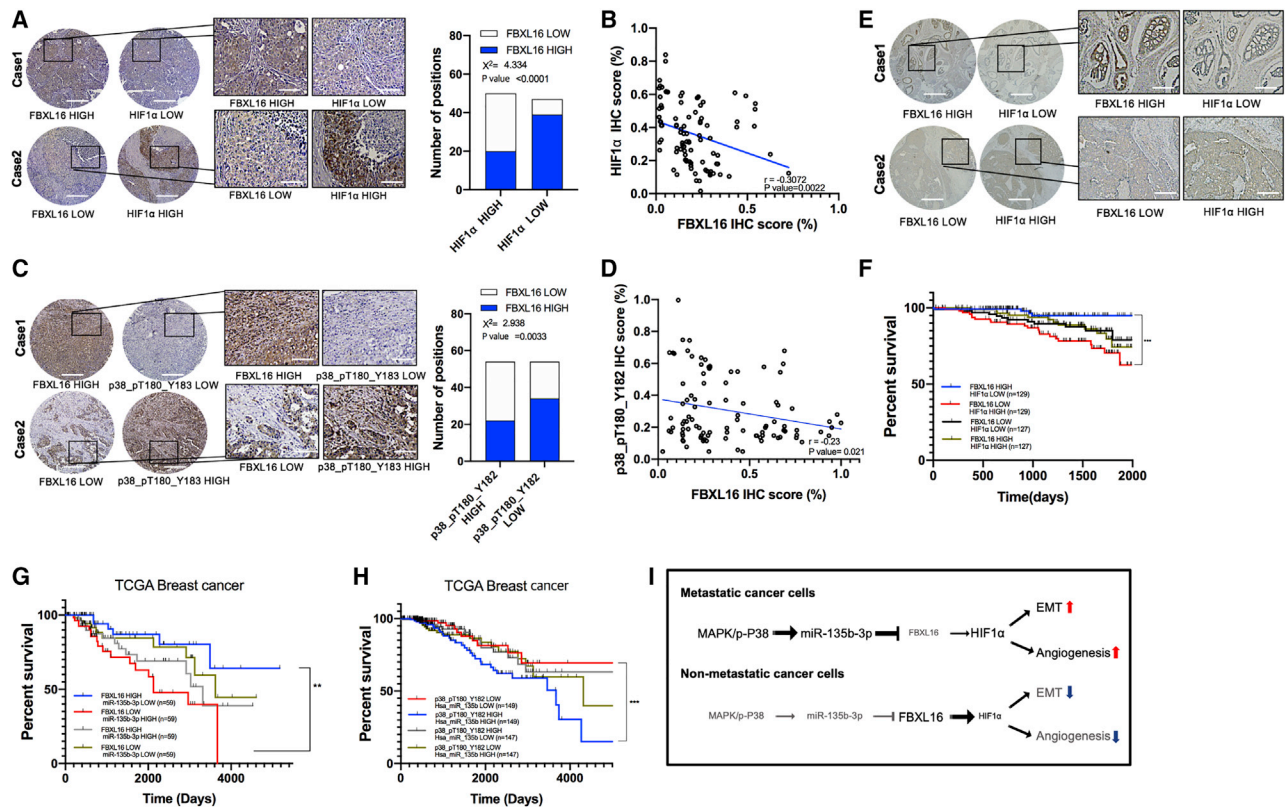 A
Case1
FBXL16 HIGH
HIF1α LOW
FBXL16 HIGH
HIF1α LOW
Case2
FBXL16 LOW
HIF1α HIGH
FBXL16 LOW
HIF1α HIGH
FBXL16 LOW
FBXL16 HIGH
X²= 4.334
P value <0.0001
Number of positions
80
60
40
20
0
HIF1α HIGH
HIF1α LOW
B
HIF1α IHC score (%)
1.0
0.8
0.6
0.4
0.2
0.0
r = -0.3072
P value=0.0022
0.0
0.5
1.0
FBXL16 IHC score (%)
E
Case1
FBXL16 HIGH
HIF1α LOW
FBXL16 HIGH
HIF1α LOW
Case2
FBXL16 LOW
HIF1α HIGH
FBXL16 LOW
HIF1α HIGH
C
Case1
FBXL16 HIGH
p38_pT180_Y183 LOW
FBXL16 HIGH
p38_pT180_Y183 LOW
Case2
FBXL16 LOW
p38_pT180_Y183 HIGH
FBXL16 LOW
p38_pT180_Y183 HIGH
FBXL16 LOW
FBXL16 HIGH
X²= 2.938
P value =0.0033
Number of positions
80
60
40
20
0
p38_pT180_Y182
HIGH
p38_pT180_Y182
LOW
D
p38_pT180_Y182 IHC score (%)
1.0
0.8
0.6
0.4
0.2
0.0
r = -0.23
P value= 0.021
0.0
0.5
1.0
FBXL16 IHC score (%)
F
Percent survival
100
50
0
FBXL16 HIGH
HIF1α LOW (n=129)
FBXL16 LOW
HIF1α HIGH (n=129)
FBXL16 LOW
HIF1α LOW (n=127)
FBXL16 HIGH
HIF1α HIGH (n=127)
***
0
500
1000
1500
2000
Time(days)
G
TCGA Breast cancer
Percent survival
100
50
0
FBXL16 HIGH
miR-135b-3p LOW (n=59)
FBXL16 LOW
miR-135b-3p HIGH (n=59)
FBXL16 HIGH
miR-135b-3p HIGH (n=59)
FBXL16 LOW
miR-135b-3p LOW (n=59)
**
0
2000
4000
Time (Days)
H
TCGA Breast cancer
Percent survival
100
50
0
p38_pT180_Y182 LOW
Hsa_miR_135b LOW (n=149)
p38_pT180_Y182 HIGH
Hsa_miR_135b HIGH (n=149)
p38_pT180_Y182 HIGH
Hsa_miR_135b LOW (n=147)
p38_pT180_Y182 LOW
Hsa_miR_135b HIGH (n=147)
***
0
2000
4000
Time (Days)
I
Metastatic cancer cells
MAPK/p-P38
miR-135b-3p
FBXL16
HIF1α
EMT
Angiogenesis
Non-metastatic cancer cells
MAPK/p-P38
miR-135b-3p
FBXL16
HIF1α
EMT
Angiogenesis